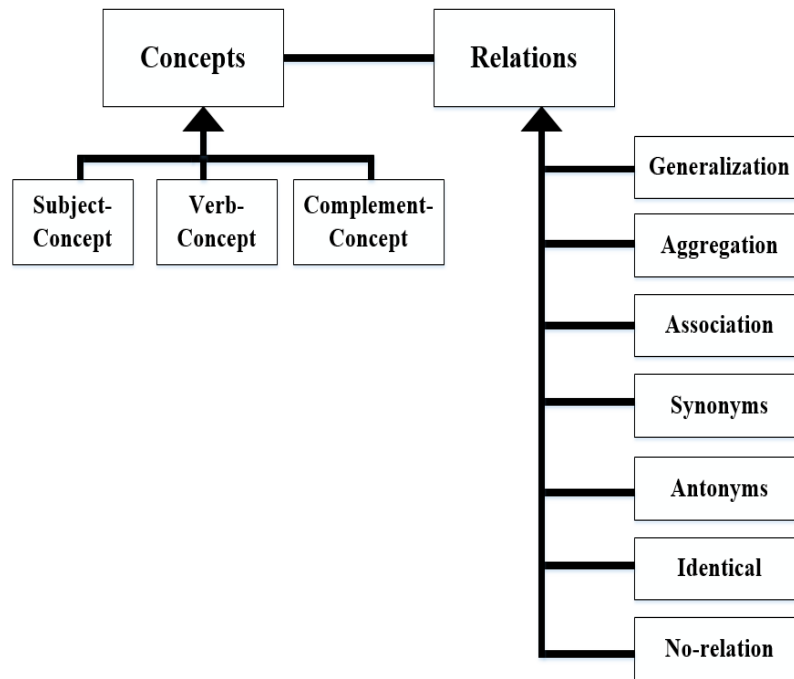 Concepts
Relations
Subject-
Concept
Verb-
Concept
Complement-
Concept
Generalization
Aggregation
Association
Synonyms
Antonyms
Identical
No-relation